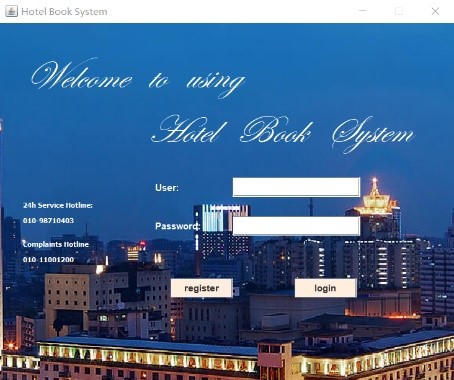 Hotel Book System
Welcome to using
Hotel Book System
User:
24h Service Hotline:
010-98710403
Password:
Complaints Hotline
010-11001200
register
login